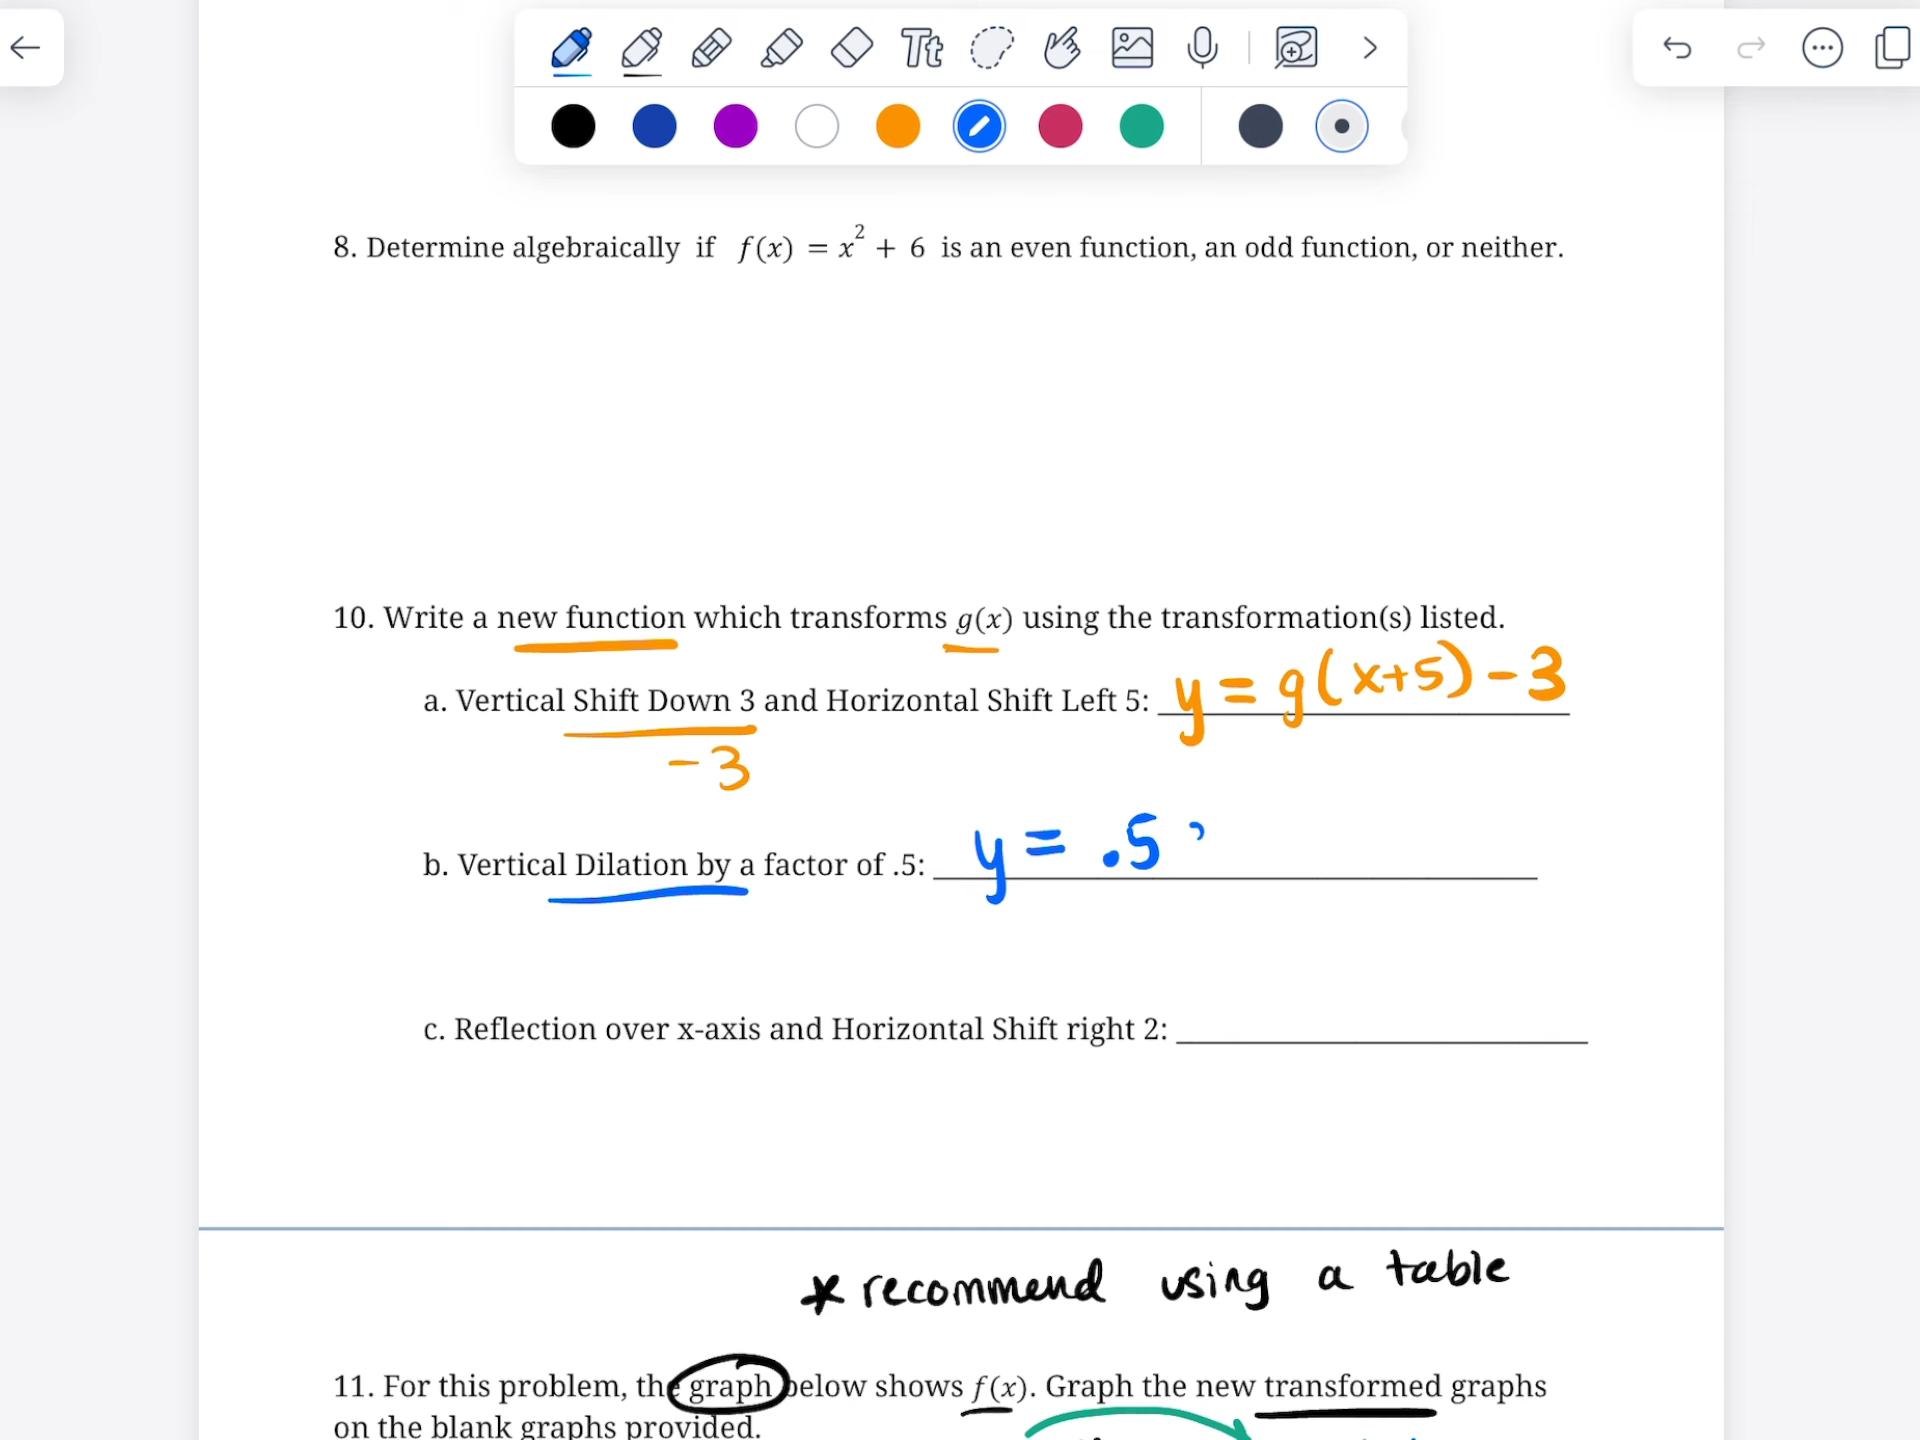 Tt
8. Determine algebraically if f(x) = x² + 6 is an even function, an odd function, or neither.
10. Write a new function which transforms g(x) using the transformation(s) listed.
a. Vertical Shift Down 3 and Horizontal Shift Left 5: y = g(x+5) - 3
-3
b. Vertical Dilation by a factor of .5: y = .5
c. Reflection over x-axis and Horizontal Shift right 2:
* recommend using a table
11. For this problem, the graph below shows f(x). Graph the new transformed graphs
on the blank graphs provided.